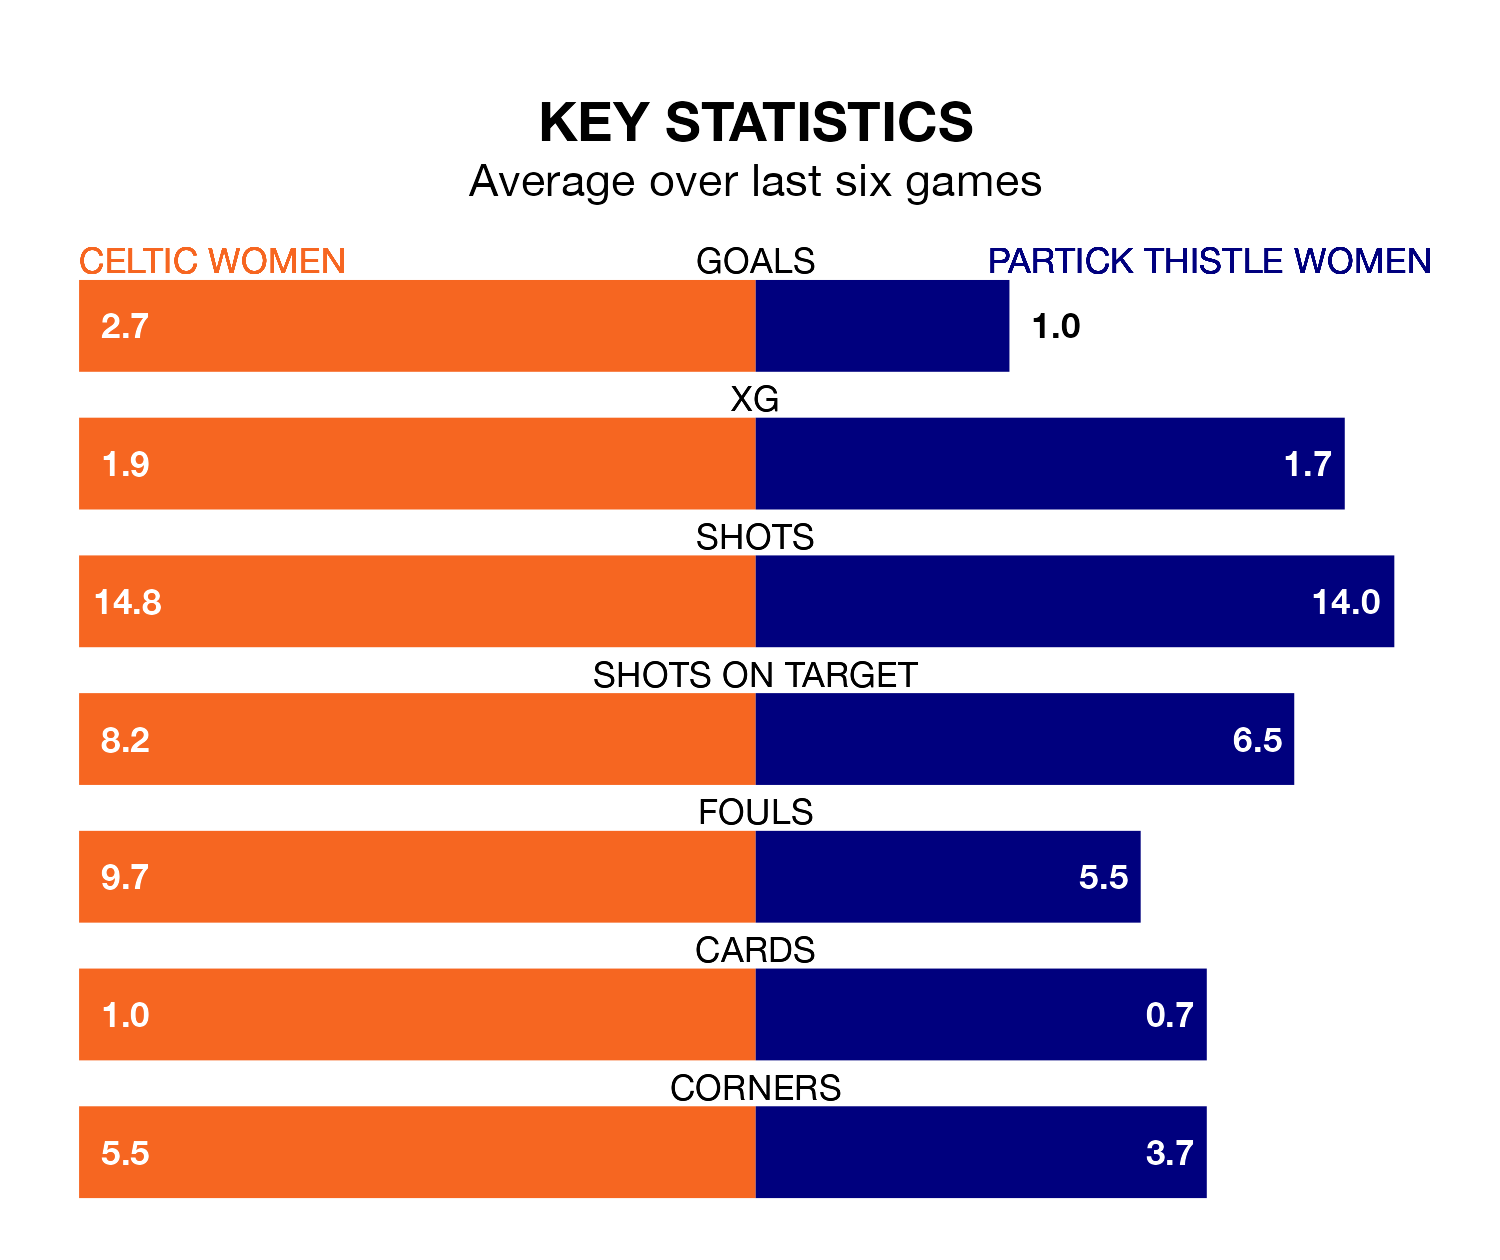 KEY STATISTICS
Average over last six games
CELTIC WOMEN GOALS PARTICK THISTLE WOMEN
2.7 1.0
XG
1.9 1.7
SHOTS
14.8 14.0
SHOTS ON TARGET
8.2 6.5
FOULS
9.7 5.5
CARDS
1.0 0.7
CORNERS
5.5 3.7